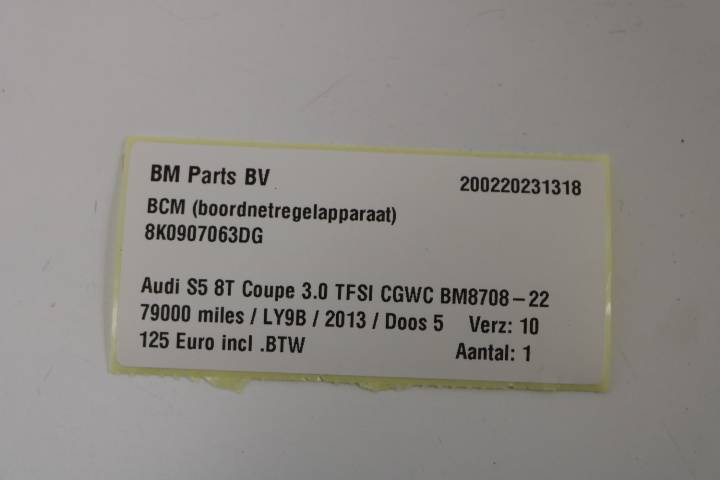 BM Parts BV 200220231318
BCM (boordnetregelapparaat)
8K0907063DG
Audi S5 8T Coupe 3.0 TFSI CGWC BM8708-22
79000 miles / LY9B / 2013 / Doos 5 Verz: 10
125 Euro incl .BTW Aantal: 1